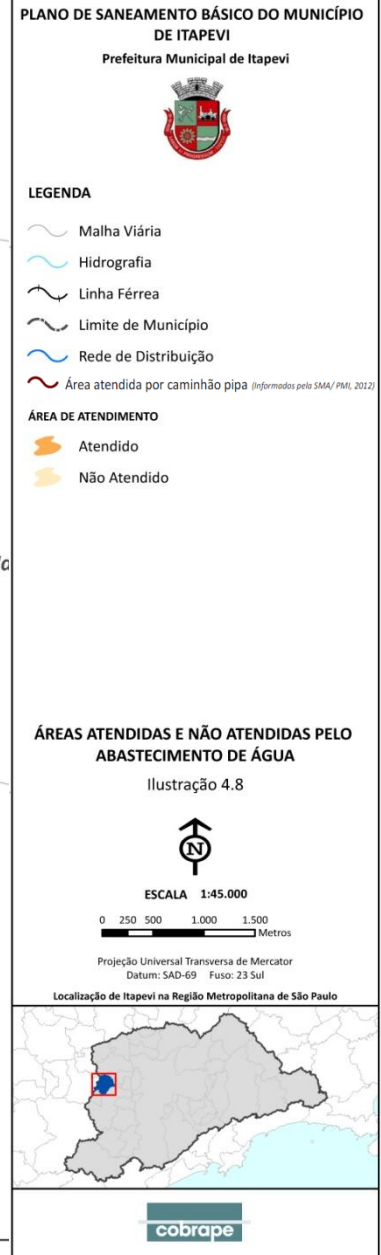 PLANO DE SANEAMENTO BÁSICO DO MUNICÍPIO
DE ITAPEVI
Prefeitura Municipal de Itapevi
LEGENDA
Malha Viária
Hidrografia
Linha Férrea
Limite de Município
Rede de Distribuição
Área atendida por caminhão pipa (Informados pela SMA/ PMI, 2012)
ÁREA DE ATENDIMENTO
Atendido
Não Atendido
ÁREAS ATENDIDAS E NÃO ATENDIDAS PELO
ABASTECIMENTO DE ÁGUA
Ilustração 4.8
N
ESCALA 1:45.000
0 250 500 1.000 1.500
Metros
Projeção Universal Transversa de Mercator
Datum: SAD-69 Fuso: 23 Sul
Localização de Itapevi na Região Metropolitana de São Paulo
cobrape